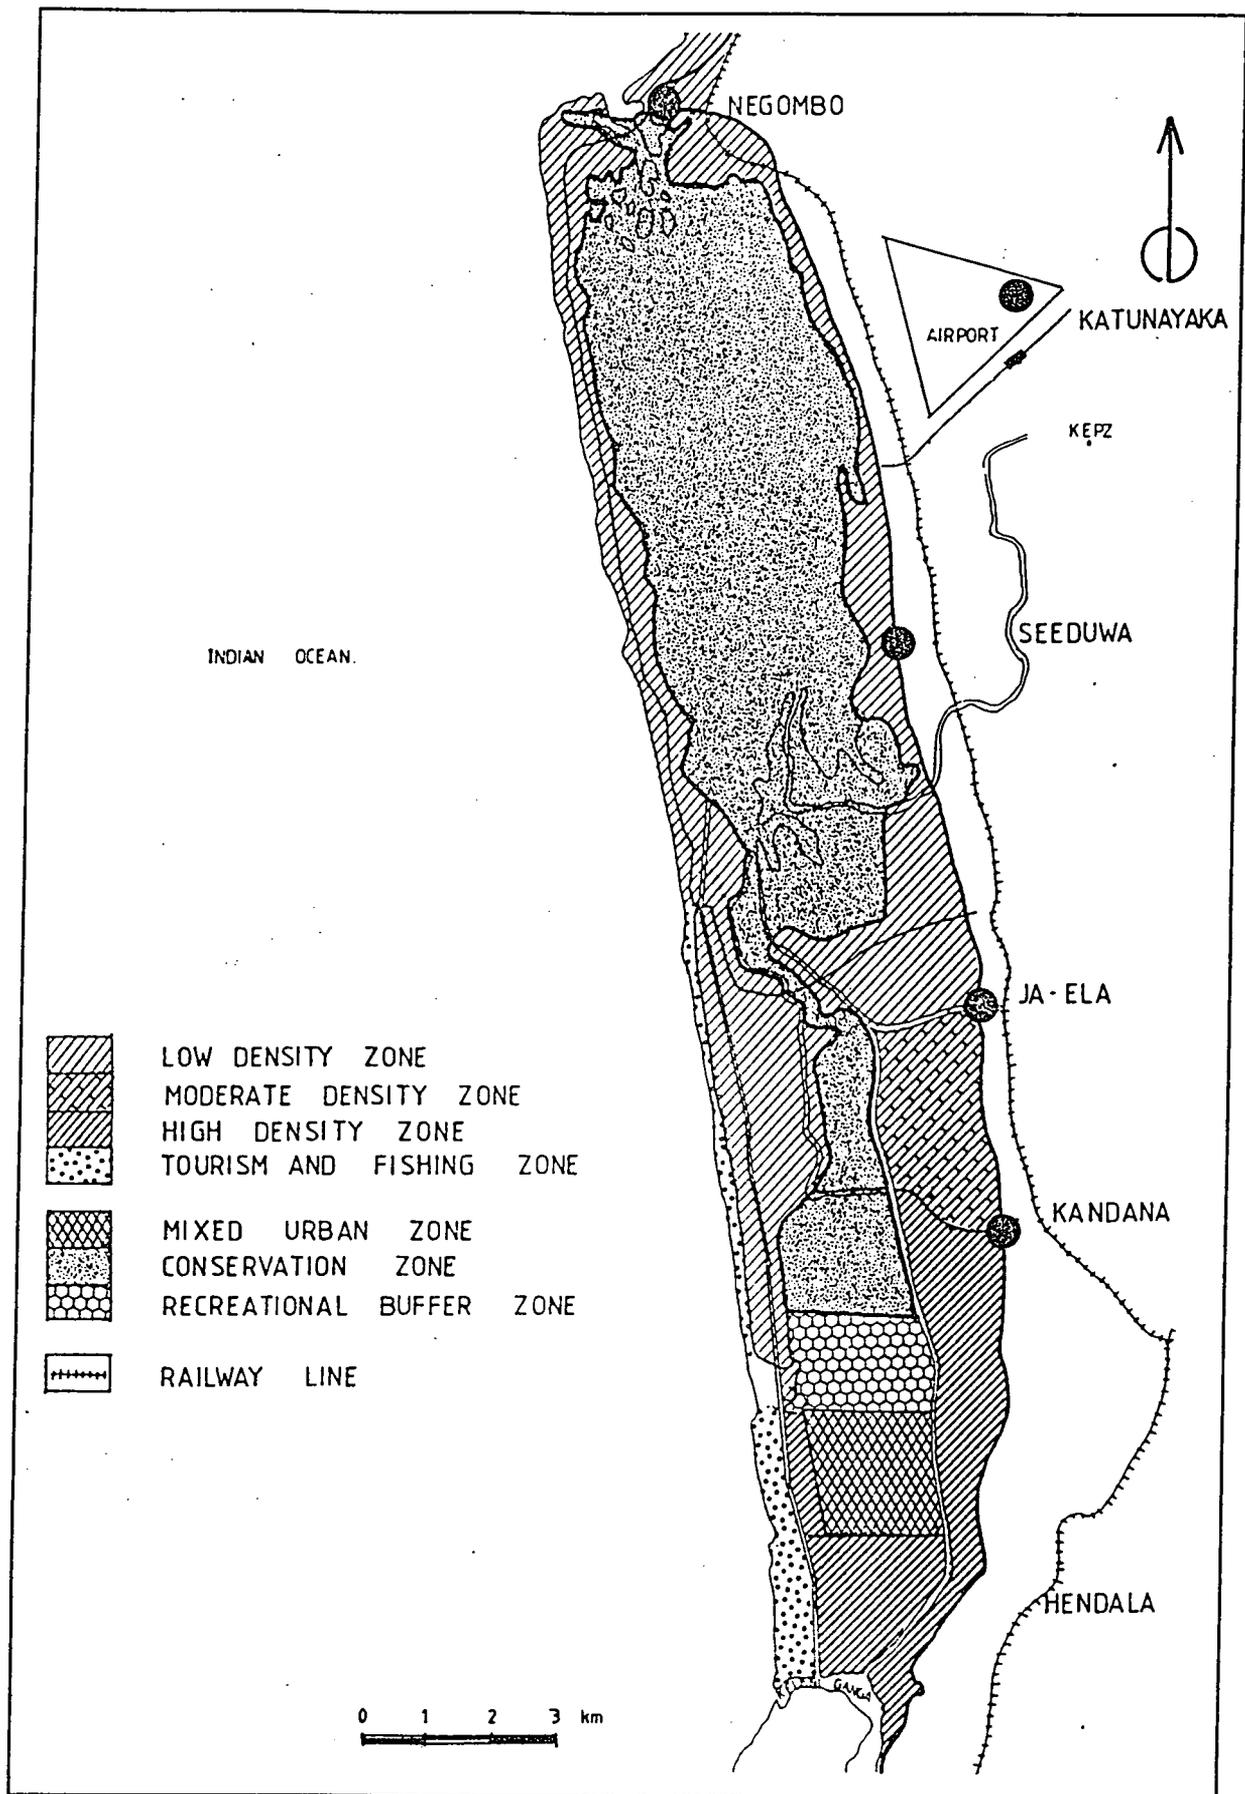 NEGOMBO
KATUNAYAKA
AIRPORT
KEPZ
SEEDUWA
INDIAN OCEAN.
JA-ELA
LOW DENSITY ZONE
MODERATE DENSITY ZONE
HIGH DENSITY ZONE
TOURISM AND FISHING ZONE
KANDANA
MIXED URBAN ZONE
CONSERVATION ZONE
RECREATIONAL BUFFER ZONE
RAILWAY LINE
HENDALA
GANGA
0 1 2 3 km